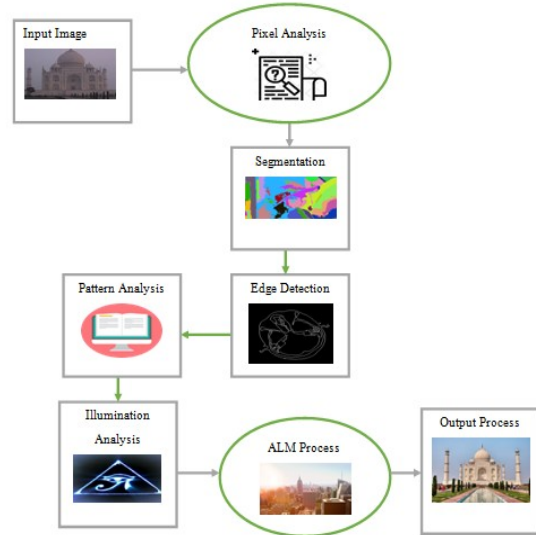 Input Image
Pixel Analysis
Segmentation
Edge Detection
Pattern Analysis
Illumination
Analysis
ALM Process
Output Process